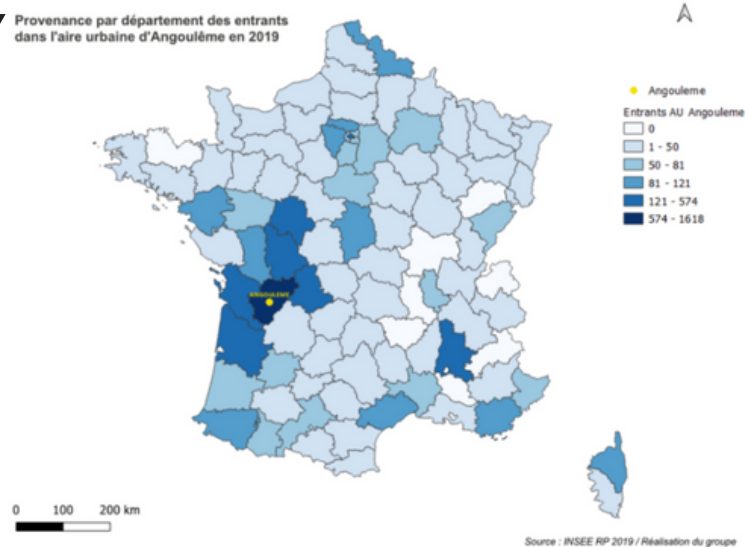 Provenance par département des entrants
dans l'aire urbaine d'Angoulême en 2019
Angouleme
Entrants AU Angouleme
0
1 - 50
50 - 81
81 - 121
121 - 574
574 - 1618
ANGOULEME
0 100 200 km
Source : INSEE RP 2019 / Réalisation du groupe